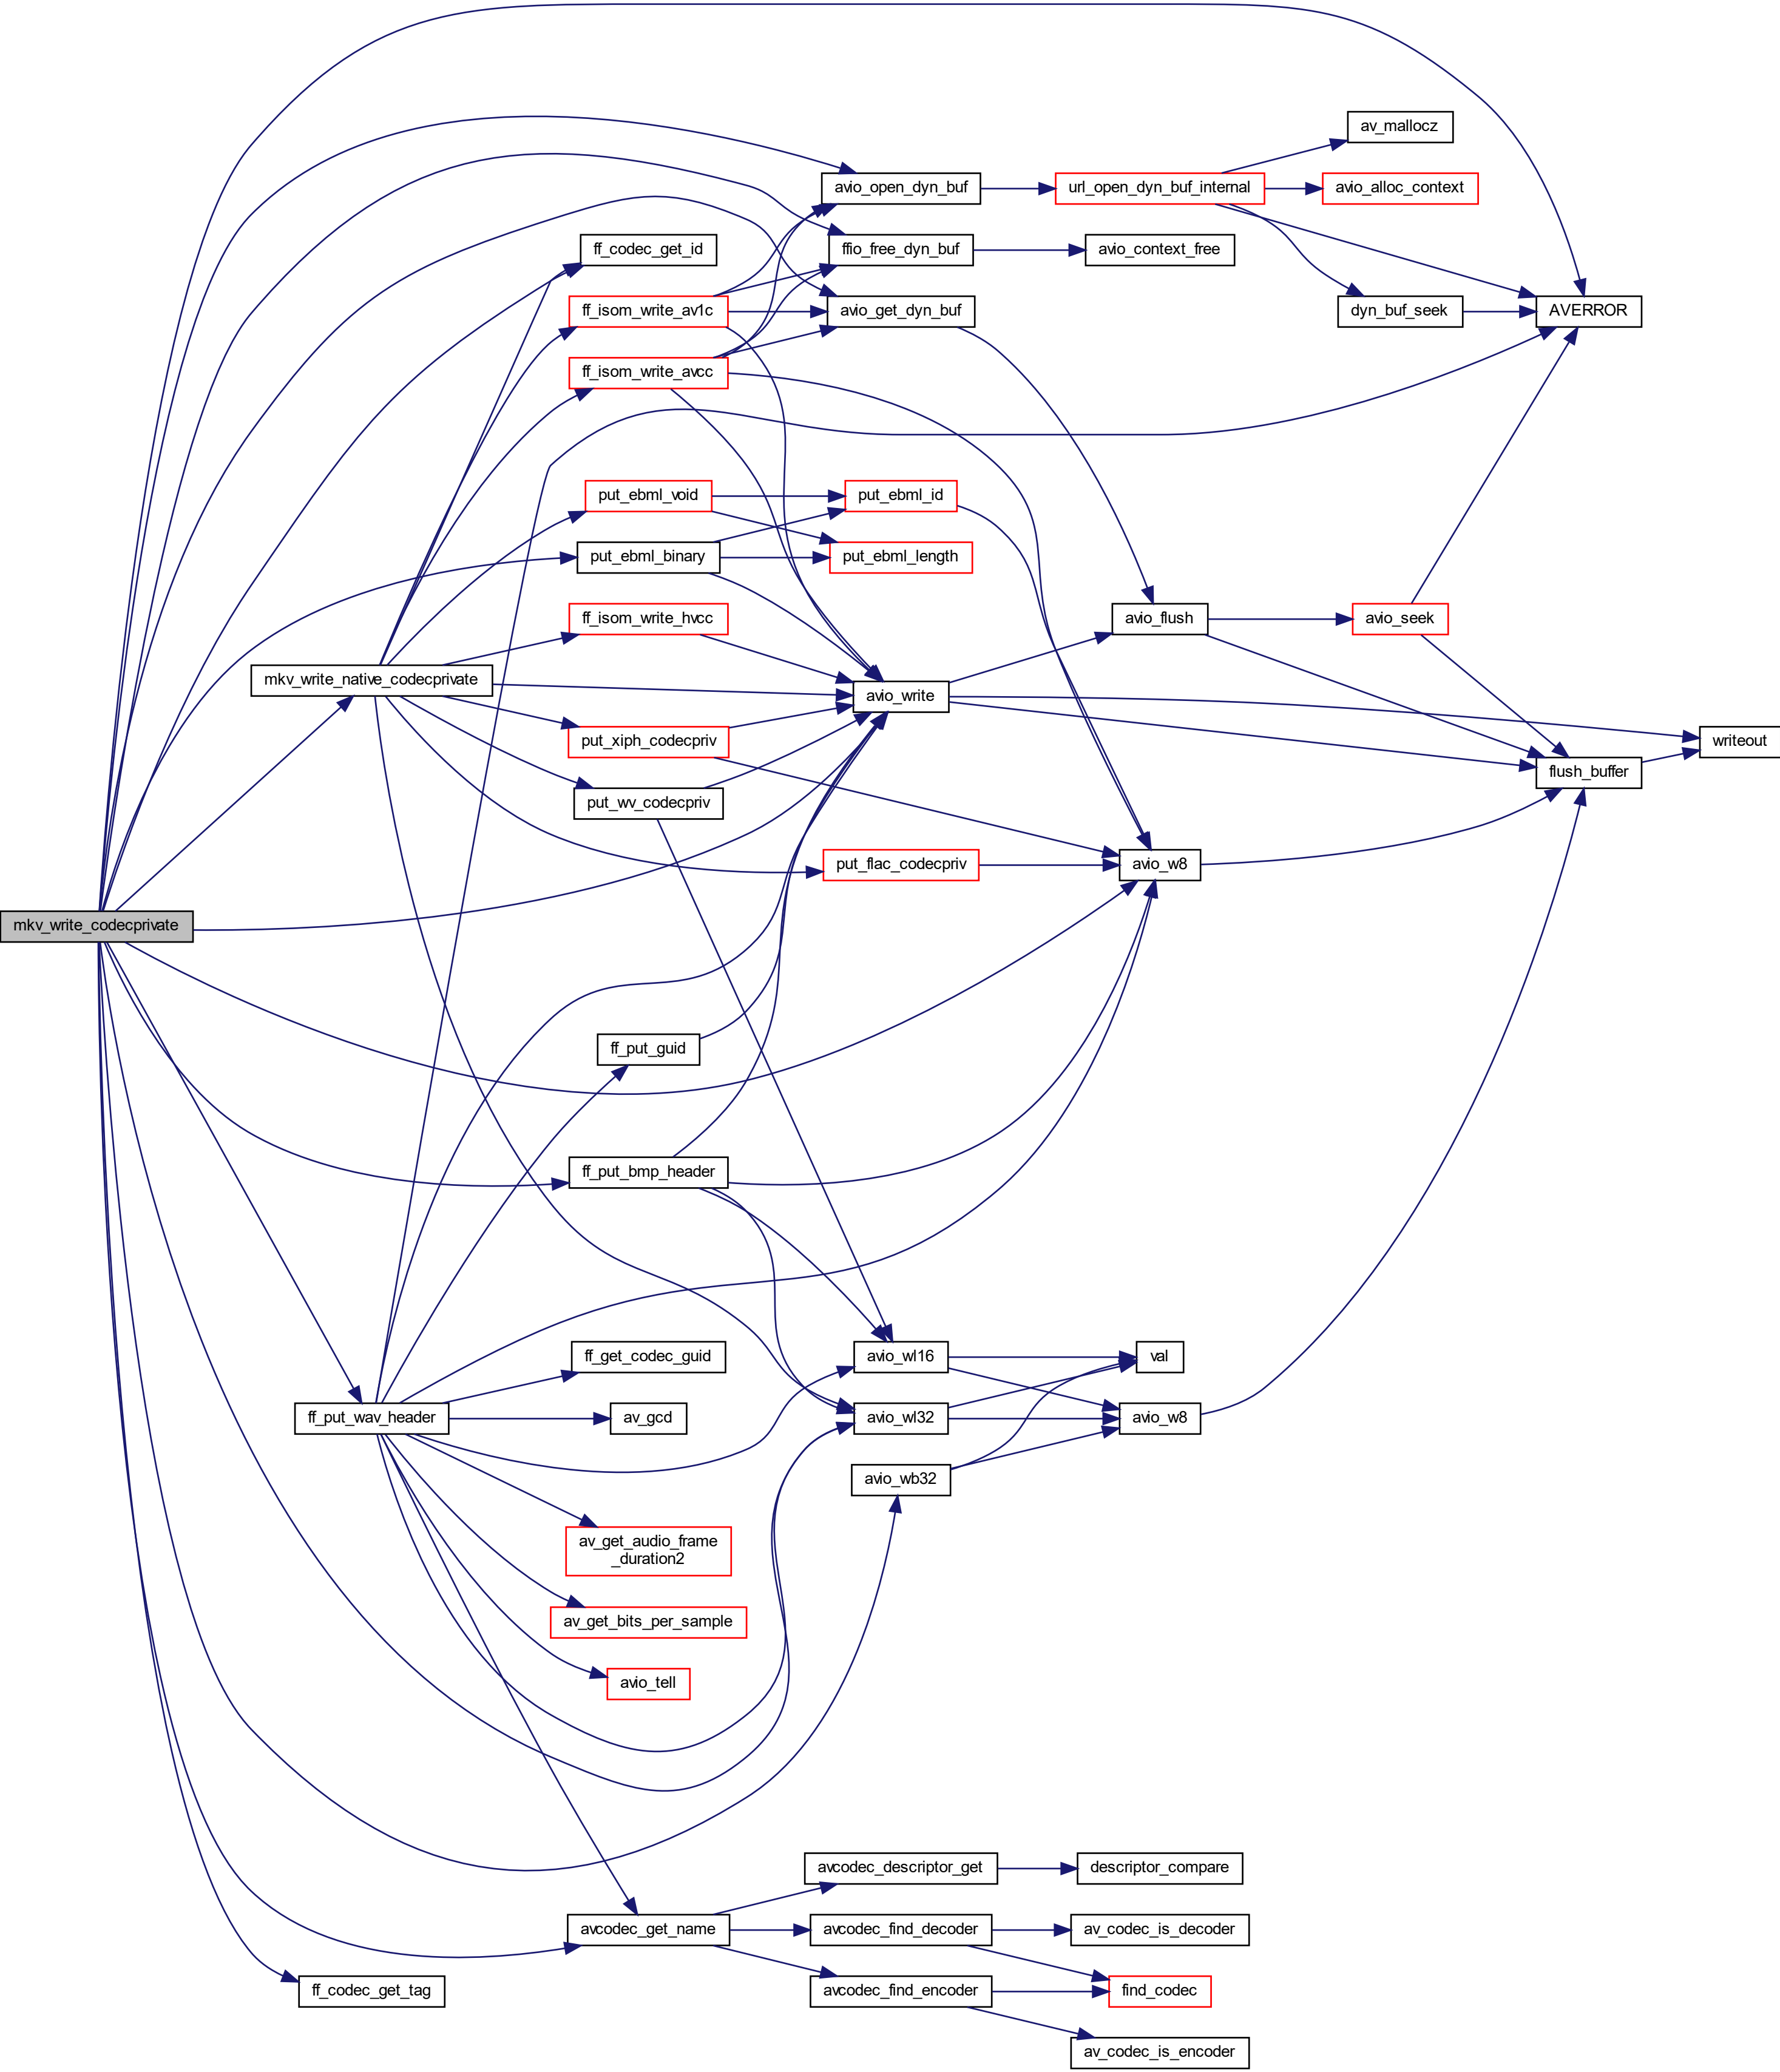 av_mallocz
avio_open_dyn_buf
url_open_dyn_buf_internal
avio_alloc_context
ff_codec_get_id
ffio_free_dyn_buf
avio_context_free
ff_isom_write_av1c
avio_get_dyn_buf
dyn_buf_seek
AVERROR
ff_isom_write_avcc
put_ebml_void
put_ebml_id
put_ebml_binary
put_ebml_length
ff_isom_write_hvcc
avio_flush
avio_seek
mkv_write_native_codecprivate
avio_write
put_xiph_codecpriv
writeout
flush_buffer
put_wv_codecpriv
put_flac_codecpriv
avio_w8
mkv_write_codecprivate
ff_put_guid
ff_put_bmp_header
ff_get_codec_guid
avio_wl16
val
ff_put_wav_header
av_gcd
avio_wl32
avio_w8
avio_wb32
av_get_audio_frame
_duration2
av_get_bits_per_sample
avio_tell
avcodec_descriptor_get
descriptor_compare
avcodec_get_name
avcodec_find_decoder
av_codec_is_decoder
ff_codec_get_tag
avcodec_find_encoder
find_codec
av_codec_is_encoder